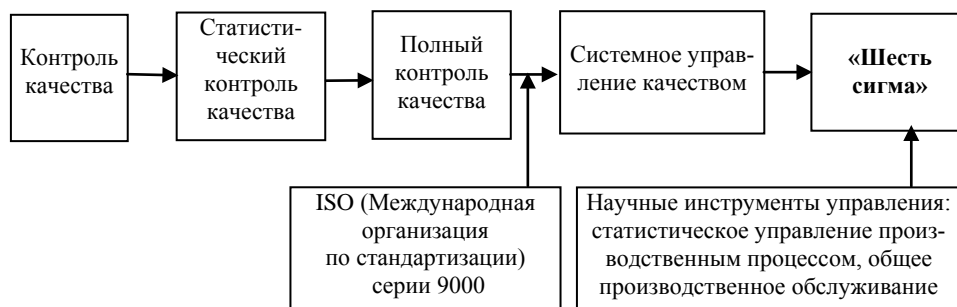 Контроль
качества
Статисти-
ческий
контроль
качества
Полный
контроль
качества
Системное управ-
ление качеством
«Шесть
сигма»
ISO (Международная
организация
по стандартизации)
серии 9000
Научные инструменты управления:
статистическое управление произ-
водственным процессом, общее
производственное обслуживание